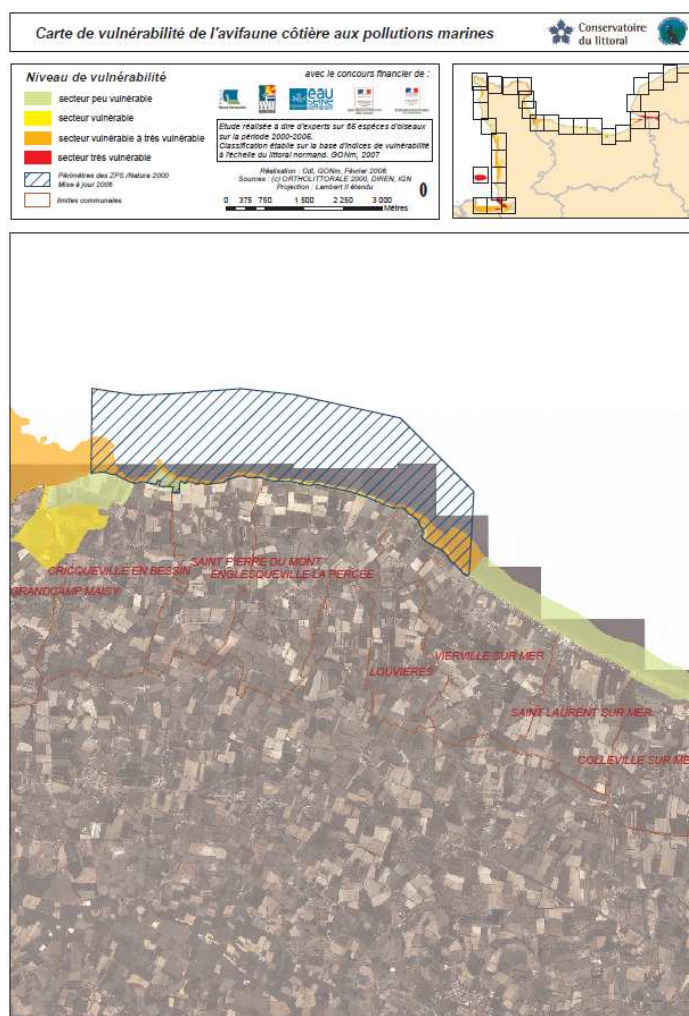 Carte de vulnérabilité de l'avifaune côtière aux pollutions marines
Conservatoire
du littoral
Niveau de vulnérabilité
secteur peu vulnérable
secteur vulnérable
secteur vulnérable à très vulnérable
secteur très vulnérable
Périmètres des ZPS /Nature 2000
Mise à jour 2006
limites communales
avec le concours financier de :
eau
Etude réalisée à dire d'experts sur 65 espèces d'oiseaux
sur la période 2000-2006.
Classification établie sur la base d'indices de vulnérabilité
à l'échelle du littoral normand. GONm, 2007
Réalisation : Cdl, GONm, Février 2008.
Sources : (c) ORTHOLITTORALE 2000, DIREN, IGN
Projection : Lambert II étendu
0 375 750 1 500 2 250 3 000
Mètres
SAINT PIERRE DU MONT
CRICQUEVILLE EN BESSIN
ENGLESQUEVILLE LA PERCEE
GRANDCAMP MAISY
VIERVILLE SUR MER
LOUVIERES
SAINT LAURENT SUR MER
COLLEVILLE SUR ME